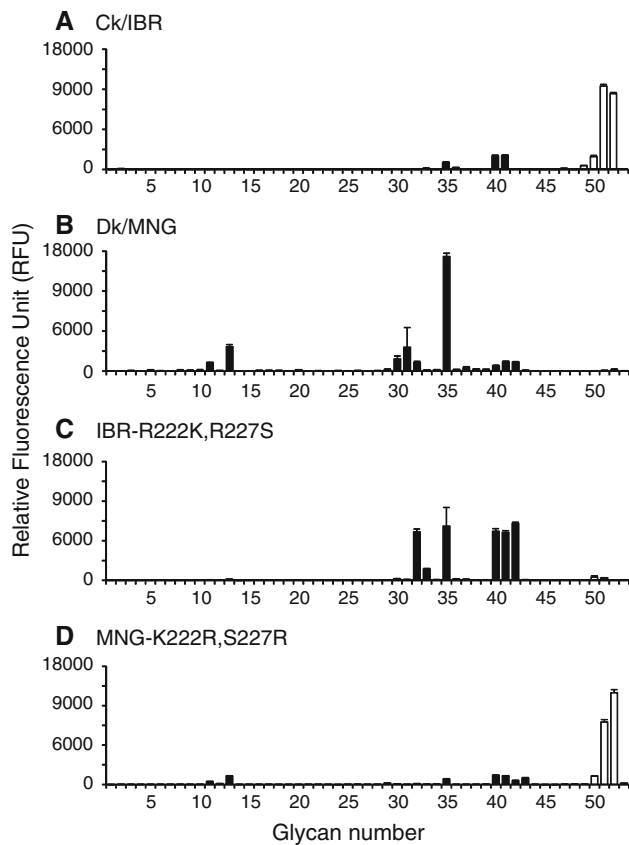 A Ck/IBR
18000
9000
6000
0
5 10 15 20 25 30 35 40 45 50
B Dk/MNG
18000
9000
6000
0
5 10 15 20 25 30 35 40 45 50
C IBR-R222K,R227S
18000
9000
6000
0
5 10 15 20 25 30 35 40 45 50
D MNG-K222R,S227R
18000
9000
6000
0
5 10 15 20 25 30 35 40 45 50
Relative Fluorescence Unit (RFU)
Glycan number